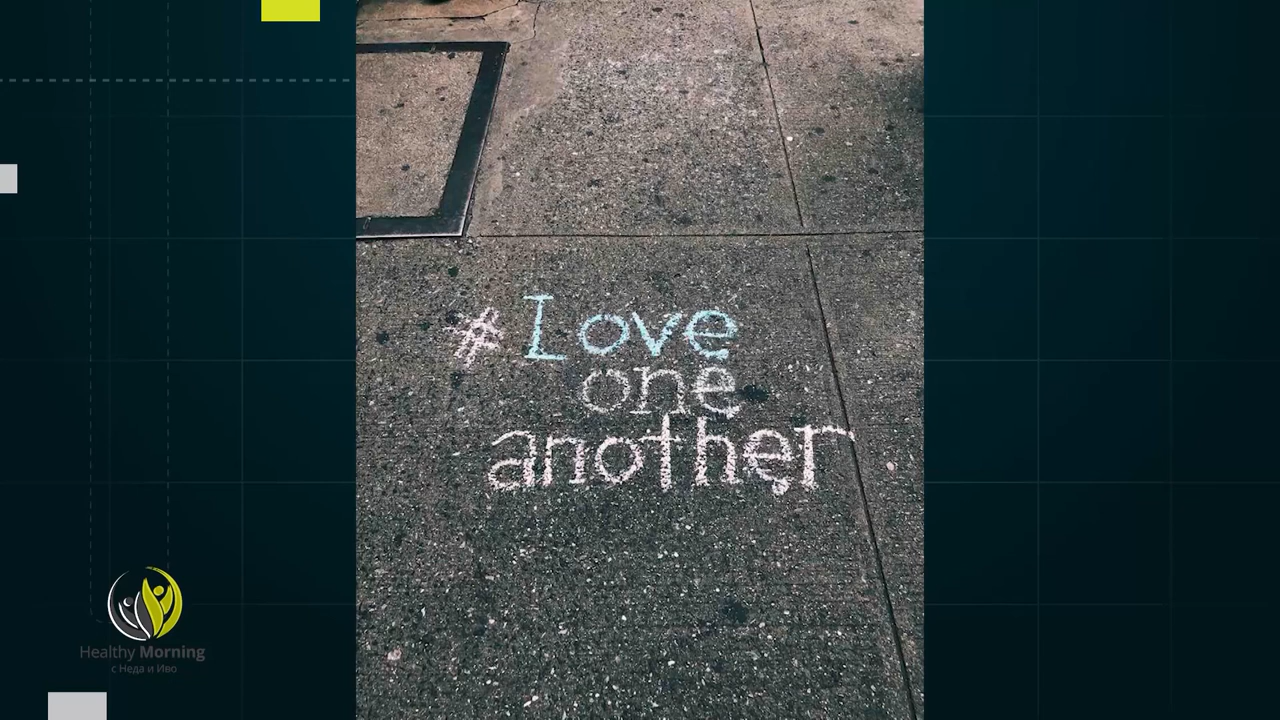 # Love
one
another
Healthy Morning
с Неда и Иво